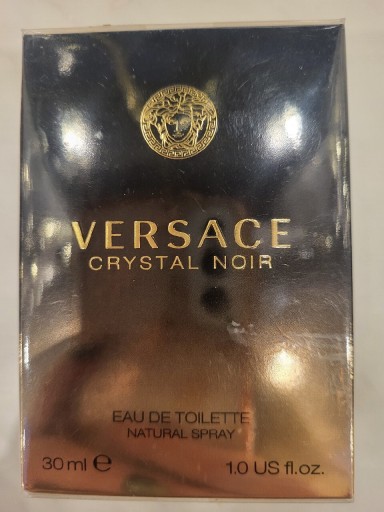 VERSACE
CRYSTAL NOIR
EAU DE TOILETTE
NATURAL SPRAY
30 ml ℮ 1.0 US fl.oz.